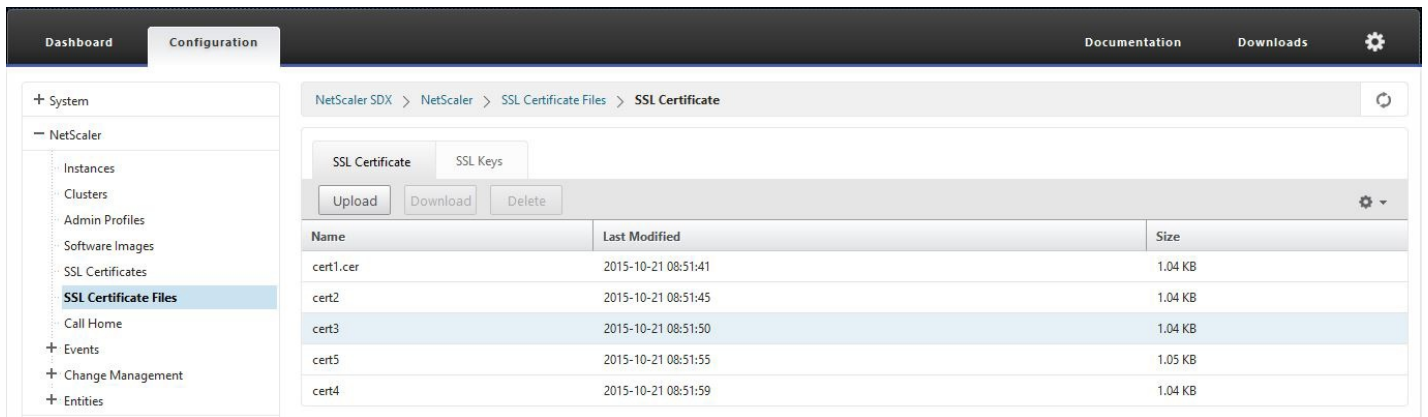 Dashboard Configuration Documentation Downloads
+ System
− NetScaler
Instances
Clusters
Admin Profiles
Software Images
SSL Certificates
SSL Certificate Files
Call Home
+ Events
+ Change Management
+ Entities
NetScaler SDX > NetScaler > SSL Certificate Files > SSL Certificate
SSL Certificate SSL Keys
Upload Download Delete
Name Last Modified Size
cert1.cer 2015-10-21 08:51:41 1.04 KB
cert2 2015-10-21 08:51:45 1.04 KB
cert3 2015-10-21 08:51:50 1.04 KB
cert5 2015-10-21 08:51:55 1.05 KB
cert4 2015-10-21 08:51:59 1.04 KB